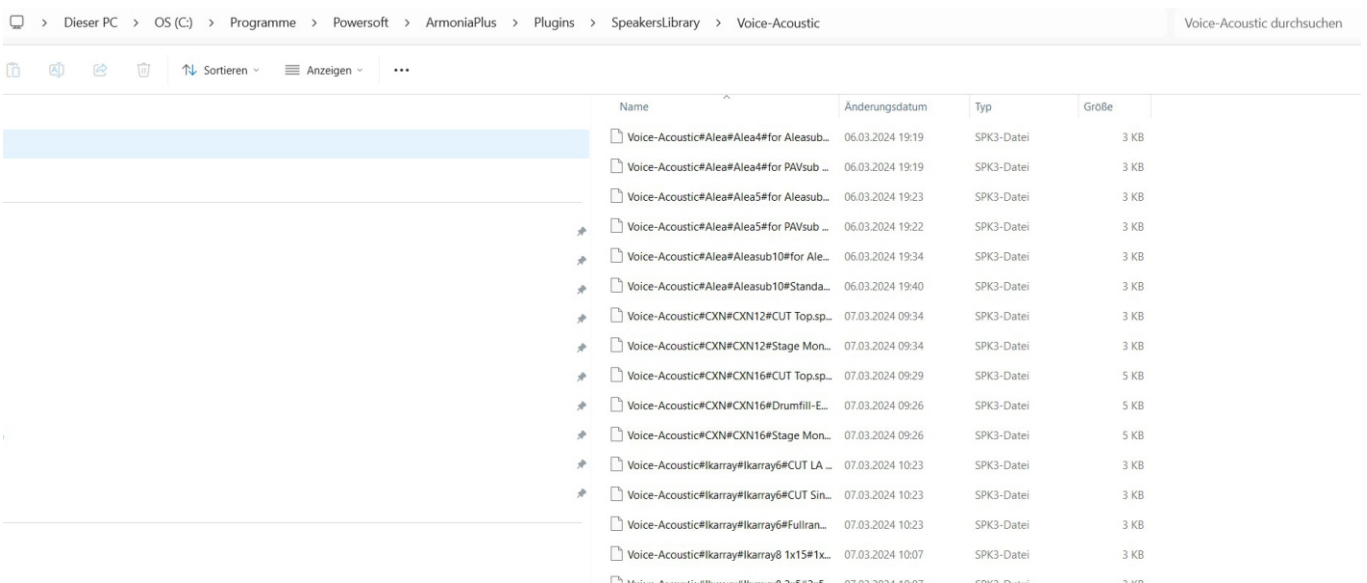 Dieser PC > OS (C:) > Programme > Powersoft > ArmoniaPlus > Plugins > SpeakersLibrary > Voice-Acoustic Voice-Acoustic durchsuchen
Sortieren Anzeigen ...
Name Änderungsdatum Typ Größe
Voice-Acoustic#Alea#Alea4#for Aleasub... 06.03.2024 19:19 SPK3-Datei 3 KB
Voice-Acoustic#Alea#Alea4#for PAVsub ... 06.03.2024 19:19 SPK3-Datei 3 KB
Voice-Acoustic#Alea#Alea5#for Aleasub... 06.03.2024 19:23 SPK3-Datei 3 KB
Voice-Acoustic#Alea#Alea5#for PAVsub ... 06.03.2024 19:22 SPK3-Datei 3 KB
Voice-Acoustic#Alea#Aleasub10#for Ale... 06.03.2024 19:34 SPK3-Datei 3 KB
Voice-Acoustic#Alea#Aleasub10#Standa... 06.03.2024 19:40 SPK3-Datei 3 KB
Voice-Acoustic#CXN#CXN12#CUT Top.sp... 07.03.2024 09:34 SPK3-Datei 3 KB
Voice-Acoustic#CXN#CXN12#Stage Mon... 07.03.2024 09:34 SPK3-Datei 3 KB
Voice-Acoustic#CXN#CXN16#CUT Top.sp... 07.03.2024 09:29 SPK3-Datei 5 KB
Voice-Acoustic#CXN#CXN16#Drumfill-E... 07.03.2024 09:26 SPK3-Datei 5 KB
Voice-Acoustic#CXN#CXN16#Stage Mon... 07.03.2024 09:26 SPK3-Datei 5 KB
Voice-Acoustic#Ikarray#Ikarray6#CUT LA ... 07.03.2024 10:23 SPK3-Datei 3 KB
Voice-Acoustic#Ikarray#Ikarray6#CUT Sin... 07.03.2024 10:23 SPK3-Datei 3 KB
Voice-Acoustic#Ikarray#Ikarray6#Fullran... 07.03.2024 10:23 SPK3-Datei 3 KB
Voice-Acoustic#Ikarray#Ikarray8 1x15#1x... 07.03.2024 10:07 SPK3-Datei 3 KB